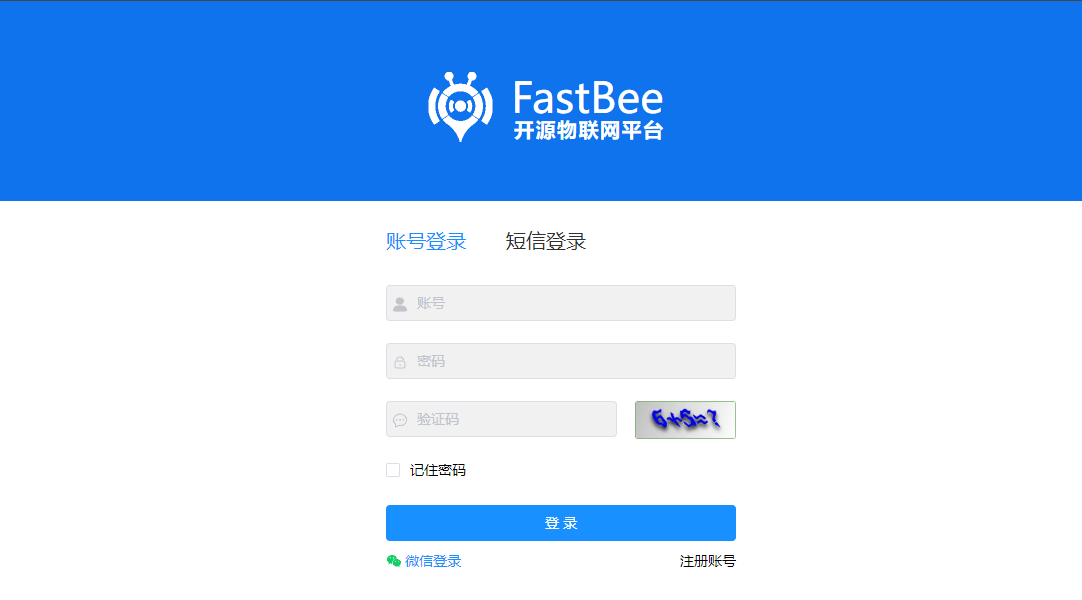 FastBee
开源物联网平台
账号登录 短信登录
账号
密码
验证码 6+5=?
记住密码
登 录
微信登录 注册账号